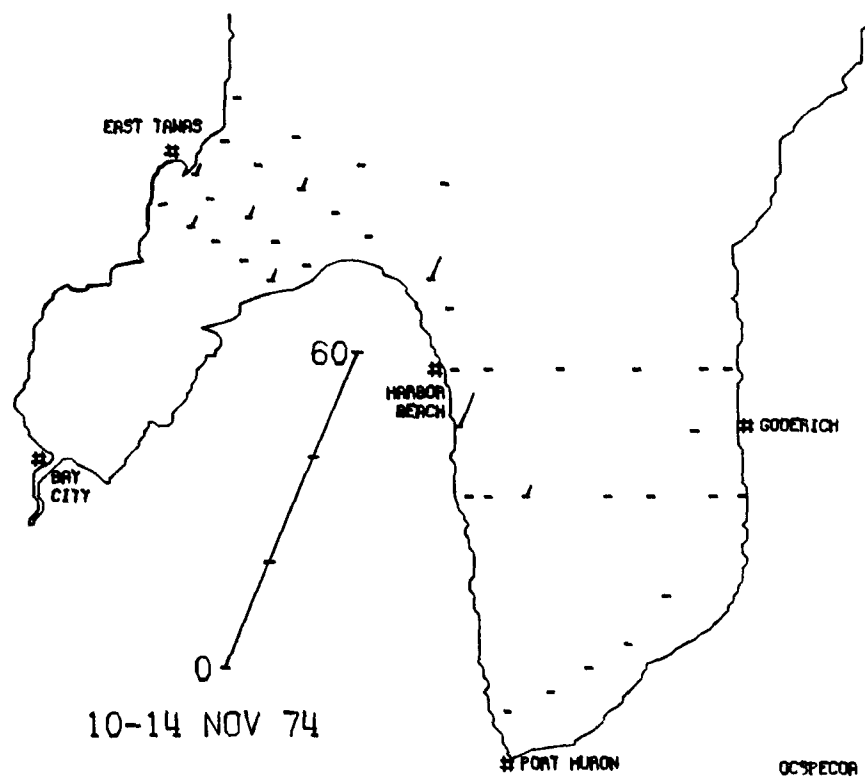 EAST TAWAS
60
HARBOR
BEACH
GODERICH
BAY
CITY
0
10-14 NOV 74
PORT HURON
OCSPECOR